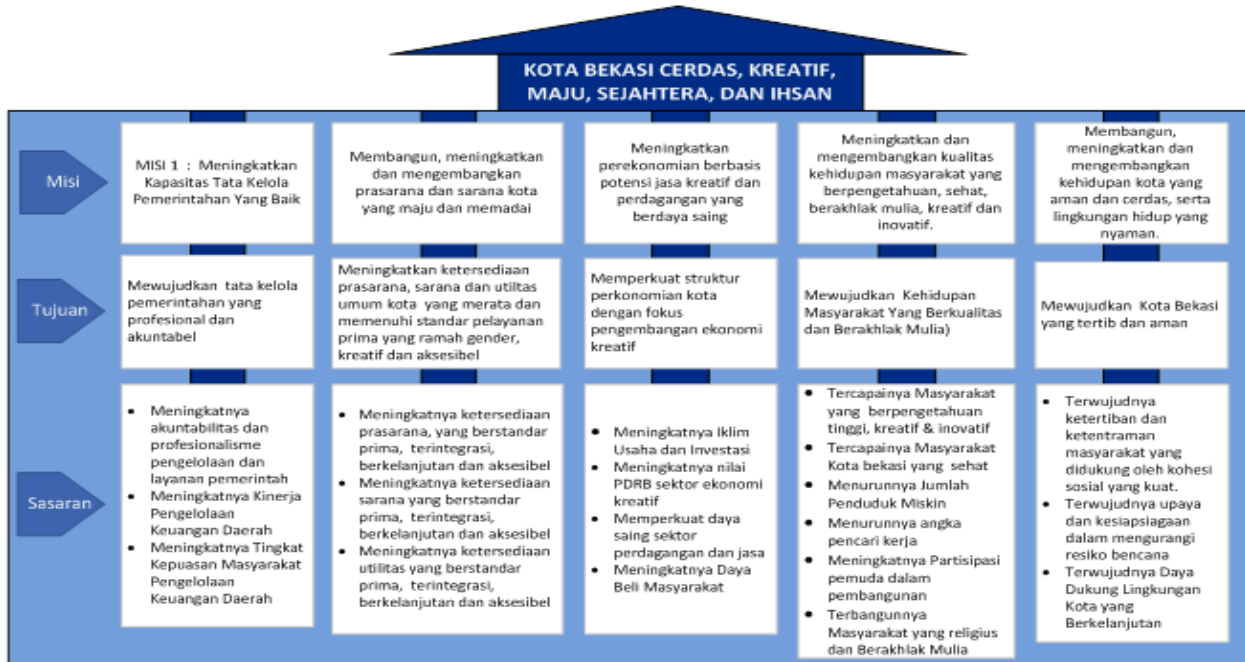 KOTA BEKASI CERDAS, KREATIF,
MAJU, SEJAHTERA, DAN IHSAN
Misi
MISI 1 : Meningkatkan
Kapasitas Tata Kelola
Pemerintahan Yang Baik
Membangun, meningkatkan
dan mengembangkan
prasarana dan sarana kota
yang maju dan memadai
Meningkatkan
perekonomian berbasis
potensi jasa kreatif dan
perdagangan yang
berdaya saing
Meningkatkan dan
mengembangkan kualitas
kehidupan masyarakat yang
berpengetahuan, sehat,
berakhlak mulia, kreatif dan
inovatif.
Membangun,
meningkatkan dan
mengembangkan
kehidupan kota yang
aman dan cerdas, serta
lingkungan hidup yang
nyaman.
Tujuan
Mewujudkan tata kelola
pemerintahan yang
profesional dan
akuntabel
Meningkatkan ketersediaan
prasarana, sarana dan utiltas
umum kota yang merata dan
memenuhi standar pelayanan
prima yang ramah gender,
kreatif dan aksesibel
Memperkuat struktur
perkonomian kota
dengan fokus
pengembangan ekonomi
kreatif
Mewujudkan Kehidupan
Masyarakat Yang Berkualitas
dan Berakhlak Mulia)
Mewujudkan Kota Bekasi
yang tertib dan aman
Sasaran
• Meningkatnya
akuntabilitas dan
profesionalisme
pengelolaan dan
layanan pemerintah
• Meningkatnya Kinerja
Pengelolaan
Keuangan Daerah
• Meningkatnya Tingkat
Kepuasan Masyarakat
Pengelolaan
Keuangan Daerah
• Meningkatnya ketersediaan
prasarana, yang berstandar
prima, terintegrasi,
berkelanjutan dan aksesibel
• Meningkatnya ketersediaan
sarana yang berstandar
prima, terintegrasi,
berkelanjutan dan aksesibel
• Meningkatnya ketersediaan
utilitas yang berstandar
prima, terintegrasi,
berkelanjutan dan aksesibel
• Meningkatnya Iklim
Usaha dan Investasi
• Meningkatnya nilai
PDRB sektor ekonomi
kreatif
• Memperkuat daya
saing sektor
perdagangan dan jasa
• Meningkatnya Daya
Beli Masyarakat
• Tercapainya Masyarakat
yang berpengetahuan
tinggi, kreatif & inovatif
• Tercapainya Masyarakat
Kota bekasi yang sehat
• Menurunnya Jumlah
Penduduk Miskin
• Menurunnya angka
pencari kerja
• Meningkatnya Partisipasi
pemuda dalam
pembangunan
• Terbangunnya
Masyarakat yang religius
dan Berakhlak Mulia
• Terwujudnya
ketertiban dan
ketentraman
masyarakat yang
didukung oleh kohesi
sosial yang kuat.
• Terwujudnya upaya
dan kesiapsiagaan
dalam mengurangi
resiko bencana
• Terwujudnya Daya
Dukung Lingkungan
Kota yang
Berkelanjutan